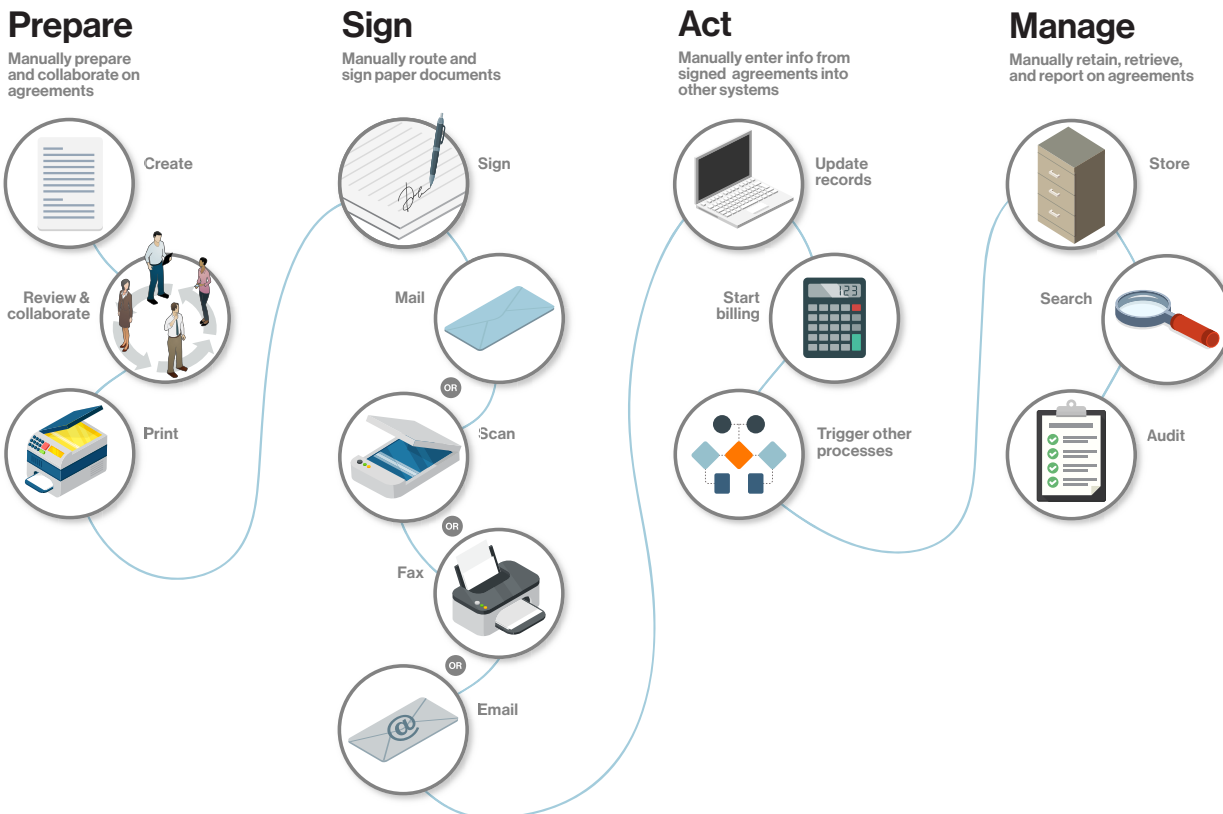 Prepare
Manually prepare
and collaborate on
agreements
Create
Review &
collaborate
Print
Sign
Manually route and
sign paper documents
Sign
Mail
OR
Scan
OR
Fax
OR
Email
@
Act
Manually enter info from
signed agreements into
other systems
Update
records
Start
billing
123
Trigger other
processes
Manage
Manually retain, retrieve,
and report on agreements
Store
Search
Audit